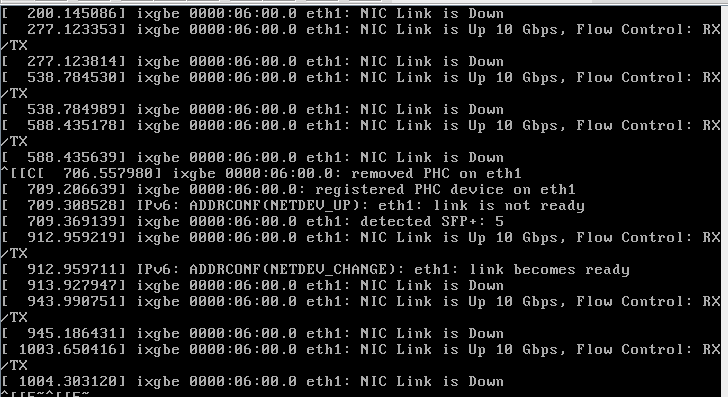 [  200.145086] ixgbe 0000:06:00.0 eth1: NIC Link is Down
[  277.123353] ixgbe 0000:06:00.0 eth1: NIC Link is Up 10 Gbps, Flow Control: RX
/TX
[  277.123814] ixgbe 0000:06:00.0 eth1: NIC Link is Down
[  538.784530] ixgbe 0000:06:00.0 eth1: NIC Link is Up 10 Gbps, Flow Control: RX
/TX
[  538.784989] ixgbe 0000:06:00.0 eth1: NIC Link is Down
[  588.435178] ixgbe 0000:06:00.0 eth1: NIC Link is Up 10 Gbps, Flow Control: RX
/TX
[  588.435639] ixgbe 0000:06:00.0 eth1: NIC Link is Down
^[[C[  706.557980] ixgbe 0000:06:00.0: removed PHC on eth1
[  709.206639] ixgbe 0000:06:00.0: registered PHC device on eth1
[  709.308528] IPv6: ADDRCONF(NETDEV_UP): eth1: link is not ready
[  709.369139] ixgbe 0000:06:00.0 eth1: detected SFP+: 5
[  912.959219] ixgbe 0000:06:00.0 eth1: NIC Link is Up 10 Gbps, Flow Control: RX
/TX
[  912.959711] IPv6: ADDRCONF(NETDEV_CHANGE): eth1: link becomes ready
[  913.927947] ixgbe 0000:06:00.0 eth1: NIC Link is Down
[  943.990751] ixgbe 0000:06:00.0 eth1: NIC Link is Up 10 Gbps, Flow Control: RX
/TX
[  945.186431] ixgbe 0000:06:00.0 eth1: NIC Link is Down
[ 1003.650416] ixgbe 0000:06:00.0 eth1: NIC Link is Up 10 Gbps, Flow Control: RX
/TX
[ 1004.303120] ixgbe 0000:06:00.0 eth1: NIC Link is Down